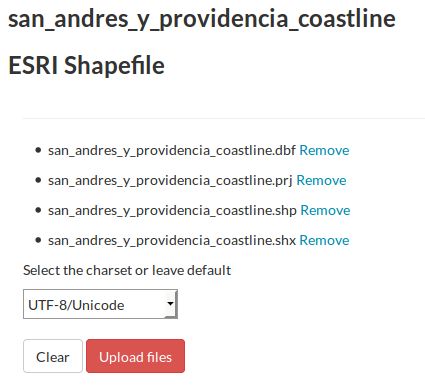 san_andres_y_providencia_coastline
ESRI Shapefile
san_andres_y_providencia_coastline.dbf Remove
san_andres_y_providencia_coastline.prj Remove
san_andres_y_providencia_coastline.shp Remove
san_andres_y_providencia_coastline.shx Remove
Select the charset or leave default
UTF-8/Unicode
Clear Upload files